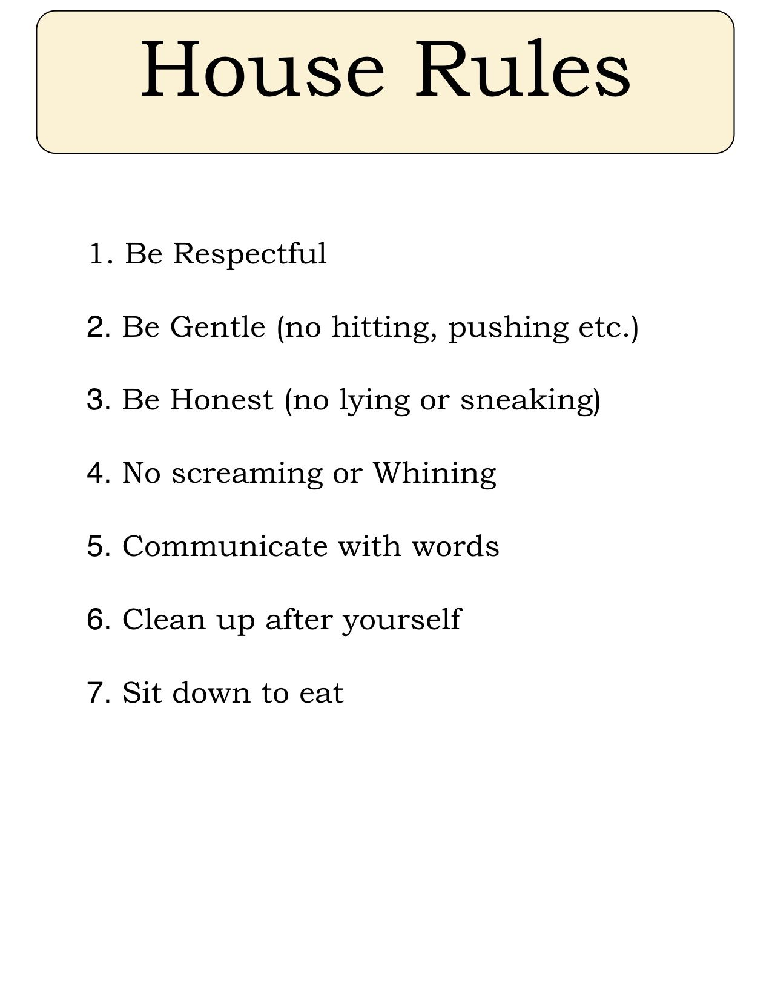 House Rules
1. Be Respectful
2. Be Gentle (no hitting, pushing etc.)
3. Be Honest (no lying or sneaking)
4. No screaming or Whining
5. Communicate with words
6. Clean up after yourself
7. Sit down to eat